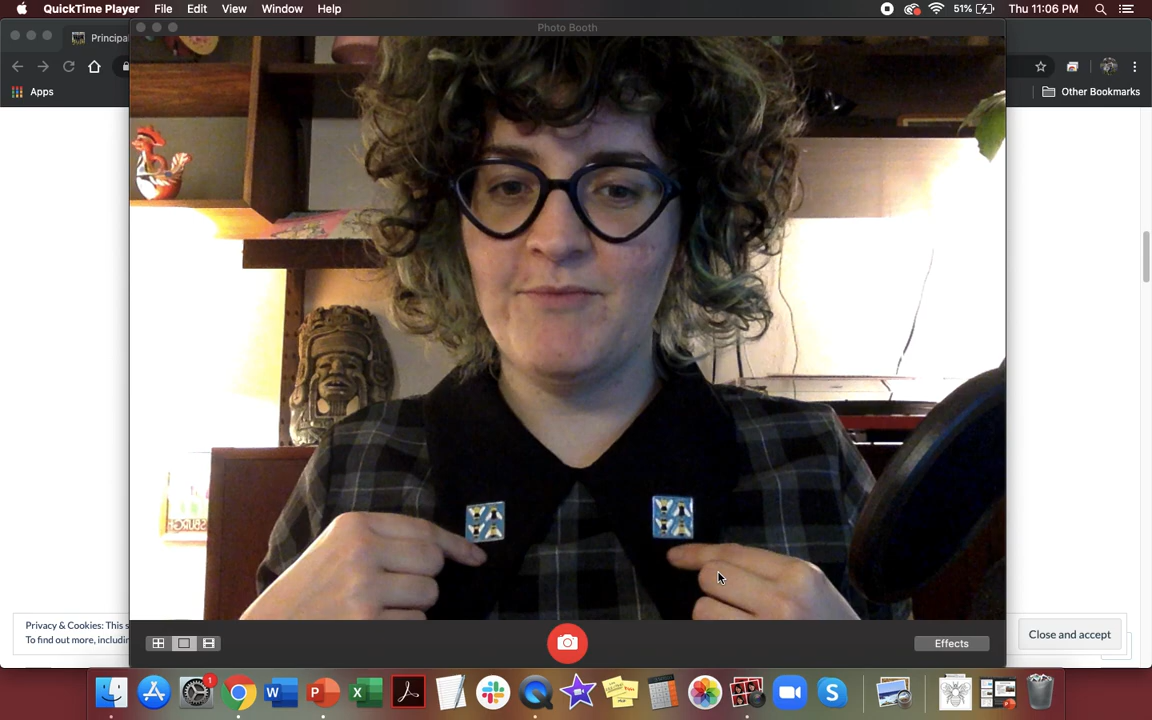 QuickTime Player File Edit View Window Help 51% Thu 11:06 PM
Photo Booth
Principa
Apps
Other Bookmarks
Privacy & Cookies: This s
To find out more, includin
Close and accept
Effects
1
W P X
S